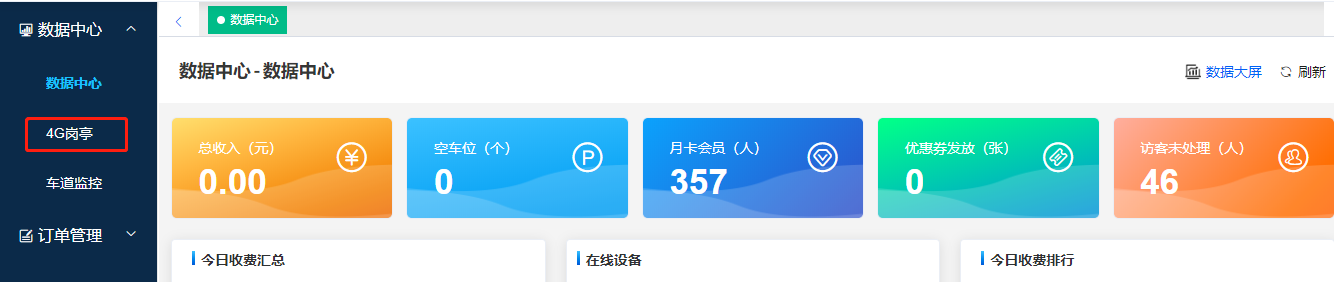 数据中心
数据中心
4G岗亭
车道监控
订单管理
数据中心
数据中心 - 数据中心
数据大屏
刷新
总收入（元）
0.00
空车位（个）
0
月卡会员（人）
357
优惠券发放（张）
0
访客未处理（人）
46
今日收费汇总
在线设备
今日收费排行